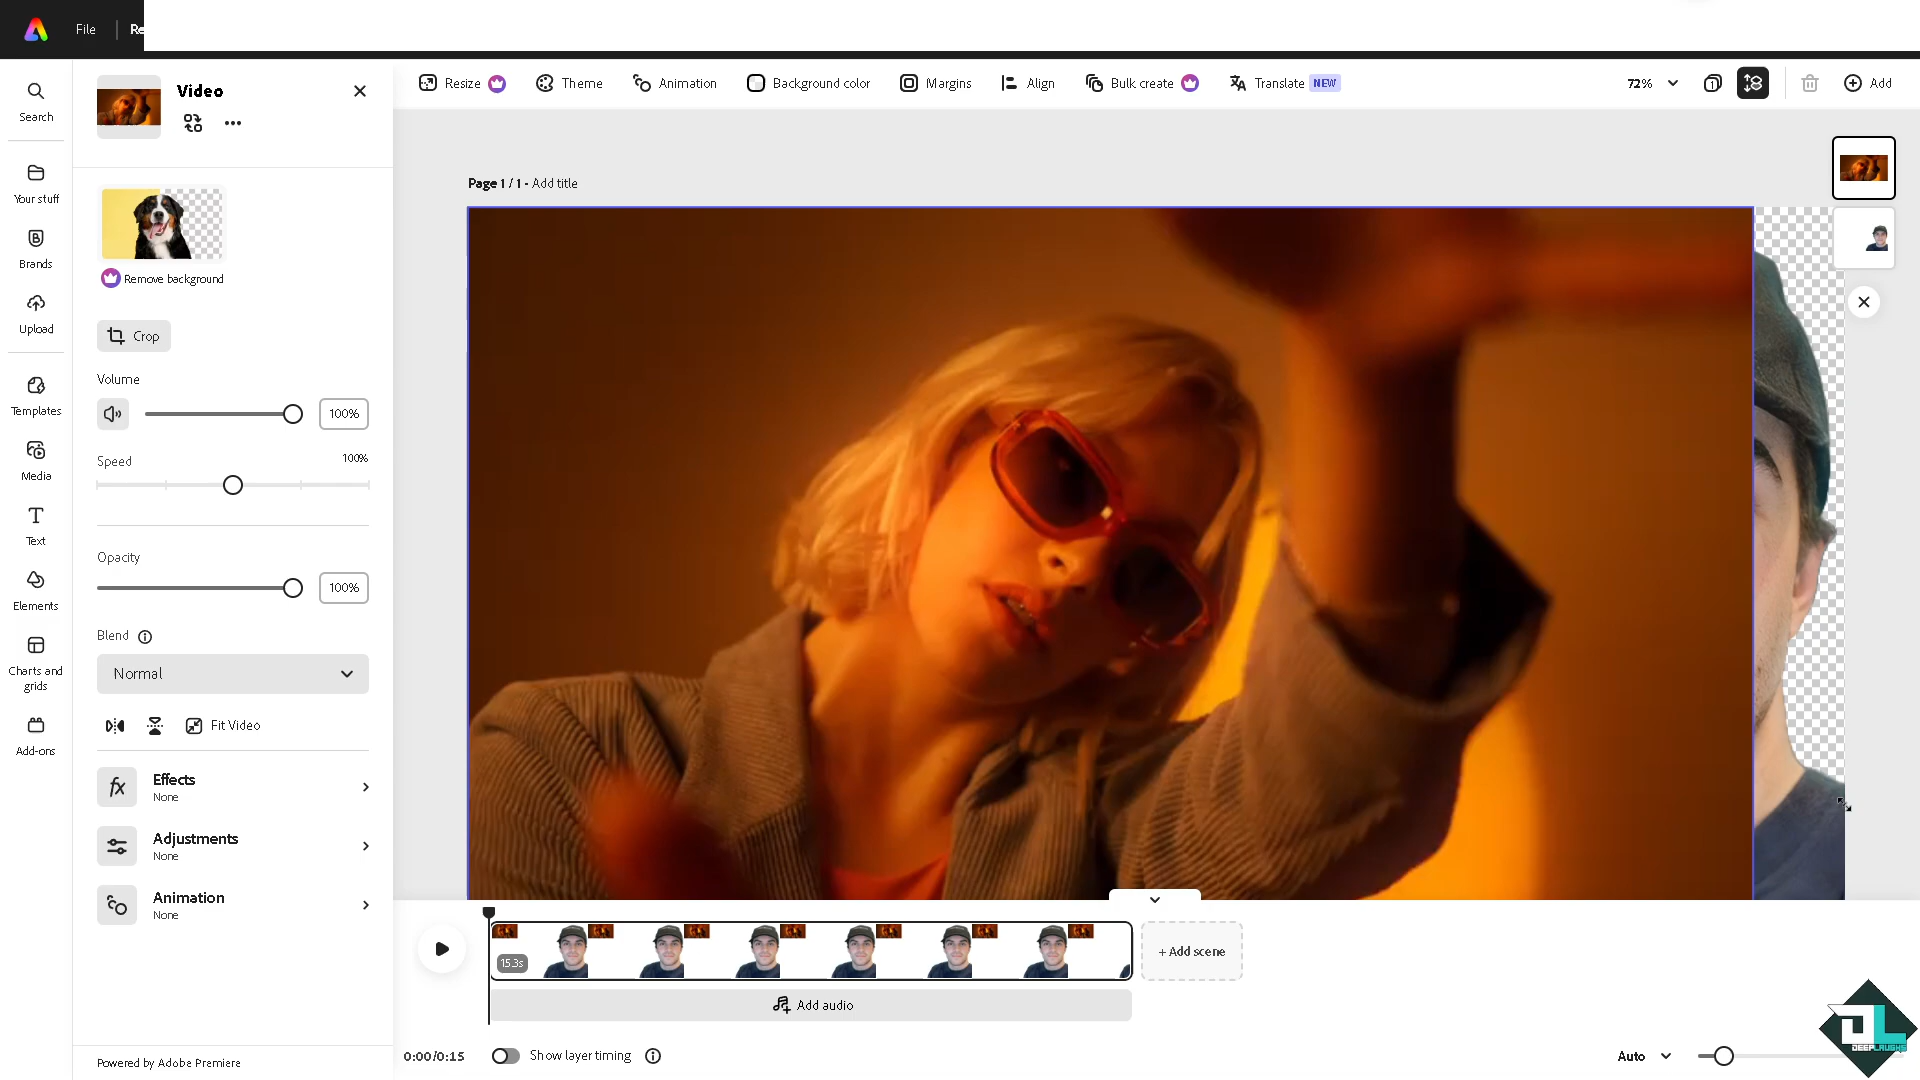 File
Re
Search
Your stuff
Brands
Upload
Templates
Media
Text
Elements
Charts and
grids
Add-ons
Video
Remove background
Crop
Volume
100%
Speed
100%
Opacity
100%
Blend
Normal
Fit Video
Effects
None
Adjustments
None
Animation
None
Powered by Adobe Premiere
Resize
Theme
Animation
Background color
Margins
Align
Bulk create
Translate NEW
72%
1
Add
Page 1 / 1 - Add title
15.3s
+ Add scene
Add audio
0:00/0:15
Show layer timing
Auto
DEEPLAUGHS